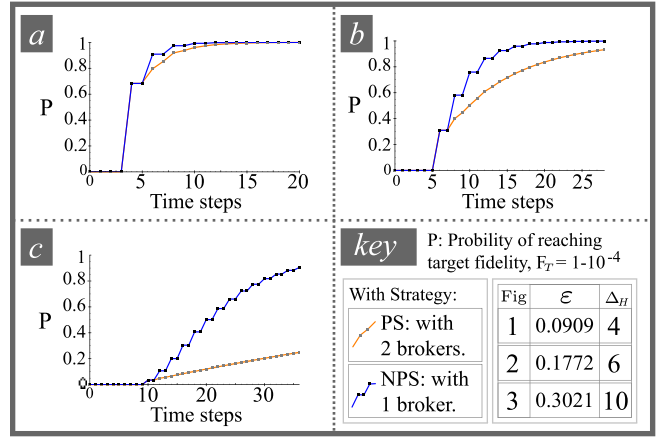 a
1
0.8
0.6
0.4
0.2
0
P
0 5 10 15 20
Time steps
b
1
0.8
0.6
0.4
0.2
0
P
0 5 10 15 20 25
Time steps
c
1
0.8
0.6
0.4
0.2
0
P
0 10 20 30
Time steps
key
P: Probility of reaching
target fidelity, F_T = 1-10^-4
With Strategy:
PS: with
2 brokers.
NPS: with
1 broker.
Fig ε Δ_H
1 0.0909 4
2 0.1772 6
3 0.3021 10